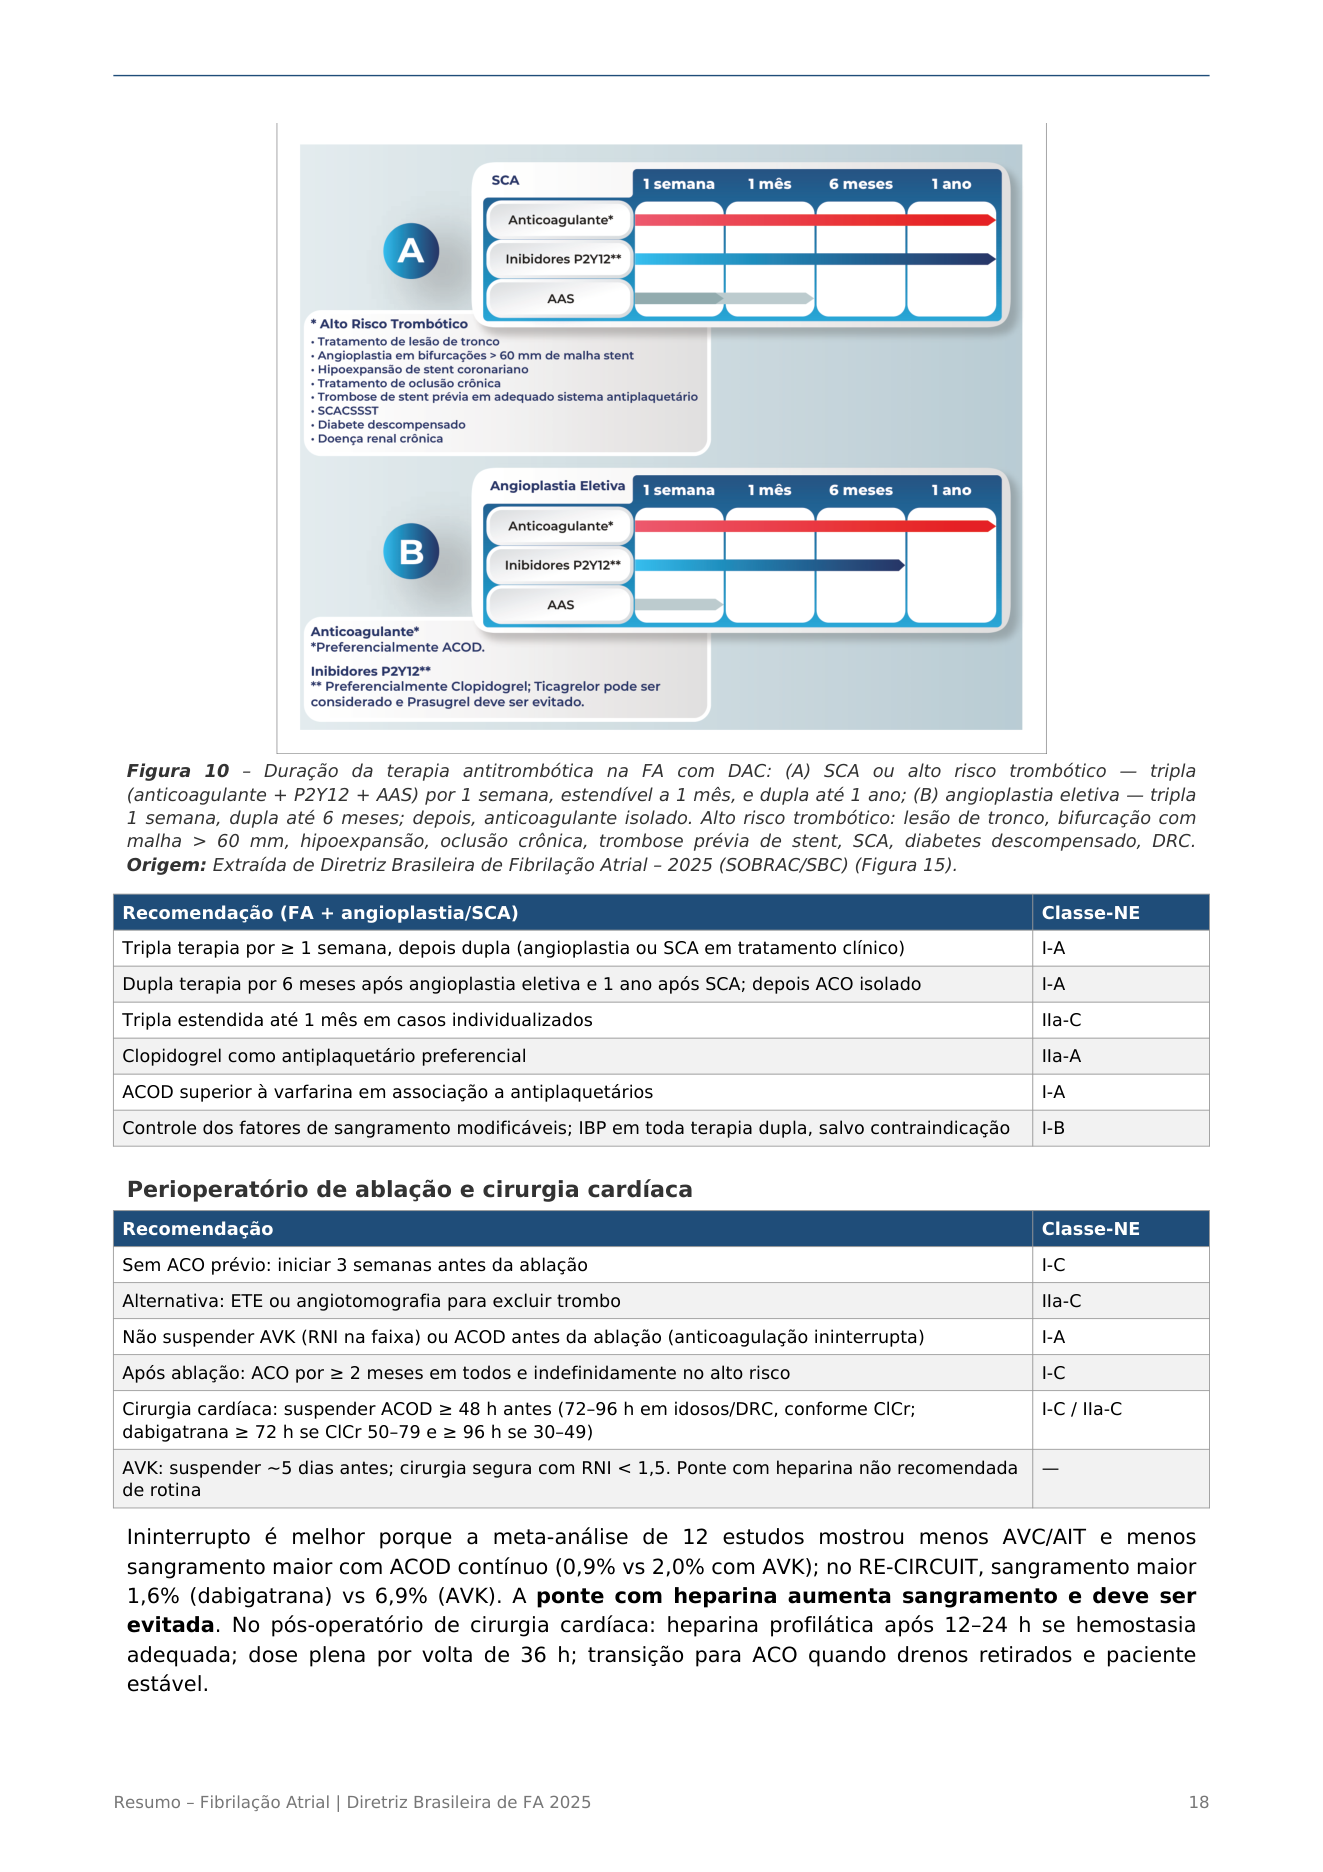 SCA
1 semana 1 mês 6 meses 1 ano
Anticoagulante*
A
Inibidores P2Y12**
AAS
* Alto Risco Trombótico
• Tratamento de lesão de tronco
• Angioplastia em bifurcações > 60 mm de malha stent
• Hipoexpansão de stent coronariano
• Tratamento de oclusão crônica
• Trombose de stent prévia em adequado sistema antiplaquetário
• SCACSSST
• Diabete descompensado
• Doença renal crônica
Angioplastia Eletiva
1 semana 1 mês 6 meses 1 ano
Anticoagulante*
B
Inibidores P2Y12**
AAS
Anticoagulante*
*Preferencialmente ACOD.
Inibidores P2Y12**
** Preferencialmente Clopidogrel; Ticagrelor pode ser
considerado e Prasugrel deve ser evitado.
Figura 10 – Duração da terapia antitrombótica na FA com DAC: (A) SCA ou alto risco trombótico — tripla
(anticoagulante + P2Y12 + AAS) por 1 semana, estendível a 1 mês, e dupla até 1 ano; (B) angioplastia eletiva — tripla
1 semana, dupla até 6 meses; depois, anticoagulante isolado. Alto risco trombótico: lesão de tronco, bifurcação com
malha > 60 mm, hipoexpansão, oclusão crônica, trombose prévia de stent, SCA, diabetes descompensado, DRC.
Origem: Extraída de Diretriz Brasileira de Fibrilação Atrial – 2025 (SOBRAC/SBC) (Figura 15).
Recomendação (FA + angioplastia/SCA) Classe-NE
Tripla terapia por ≥ 1 semana, depois dupla (angioplastia ou SCA em tratamento clínico) I-A
Dupla terapia por 6 meses após angioplastia eletiva e 1 ano após SCA; depois ACO isolado I-A
Tripla estendida até 1 mês em casos individualizados IIa-C
Clopidogrel como antiplaquetário preferencial IIa-A
ACOD superior à varfarina em associação a antiplaquetários I-A
Controle dos fatores de sangramento modificáveis; IBP em toda terapia dupla, salvo contraindicação I-B
Perioperatório de ablação e cirurgia cardíaca
Recomendação Classe-NE
Sem ACO prévio: iniciar 3 semanas antes da ablação I-C
Alternativa: ETE ou angiotomografia para excluir trombo IIa-C
Não suspender AVK (RNI na faixa) ou ACOD antes da ablação (anticoagulação ininterrupta) I-A
Após ablação: ACO por ≥ 2 meses em todos e indefinidamente no alto risco I-C
Cirurgia cardíaca: suspender ACOD ≥ 48 h antes (72–96 h em idosos/DRC, conforme ClCr; I-C / IIa-C
dabigatrana ≥ 72 h se ClCr 50–79 e ≥ 96 h se 30–49)
AVK: suspender ~5 dias antes; cirurgia segura com RNI < 1,5. Ponte com heparina não recomendada —
de rotina
Ininterrupto é melhor porque a meta-análise de 12 estudos mostrou menos AVC/AIT e menos
sangramento maior com ACOD contínuo (0,9% vs 2,0% com AVK); no RE-CIRCUIT, sangramento maior
1,6% (dabigatrana) vs 6,9% (AVK). A ponte com heparina aumenta sangramento e deve ser
evitada. No pós-operatório de cirurgia cardíaca: heparina profilática após 12–24 h se hemostasia
adequada; dose plena por volta de 36 h; transição para ACO quando drenos retirados e paciente
estável.
Resumo – Fibrilação Atrial | Diretriz Brasileira de FA 2025 18